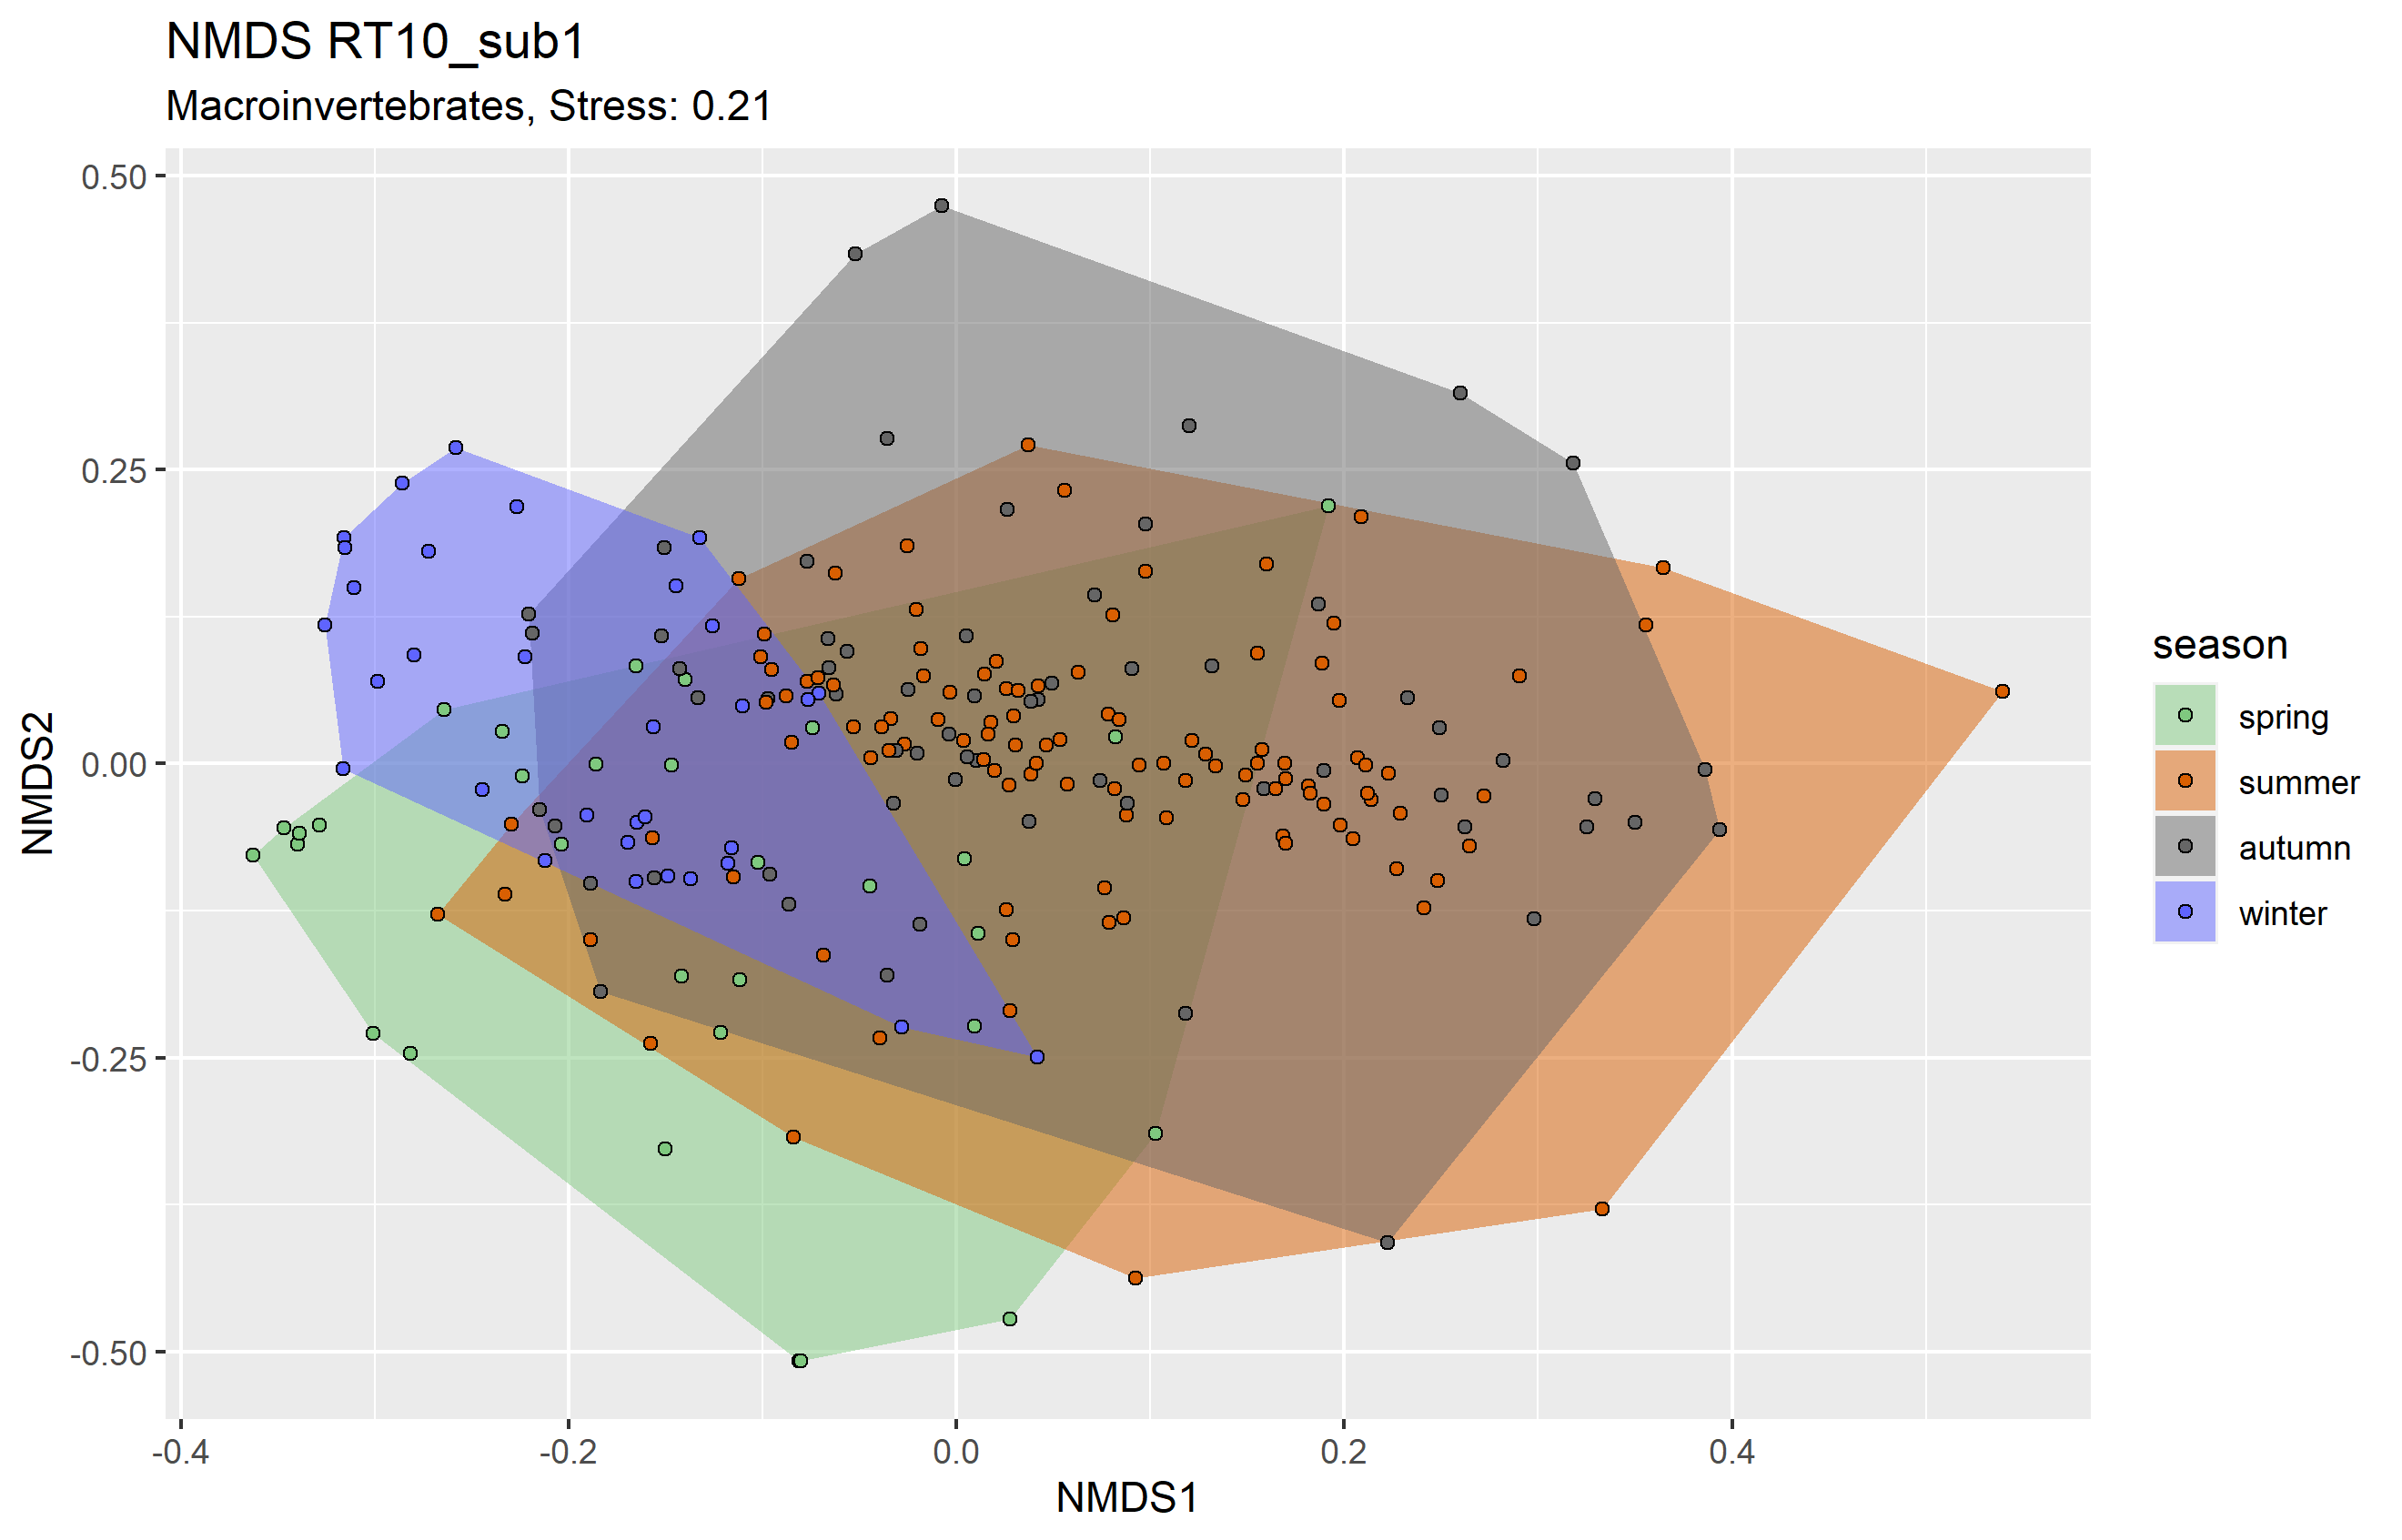 NMDS RT10_sub1
Macroinvertebrates, Stress: 0.21
0.50
0.25
0.00
-0.25
-0.50
NMDS2
-0.4 -0.2 0.0 0.2 0.4
NMDS1
season
spring
summer
autumn
winter